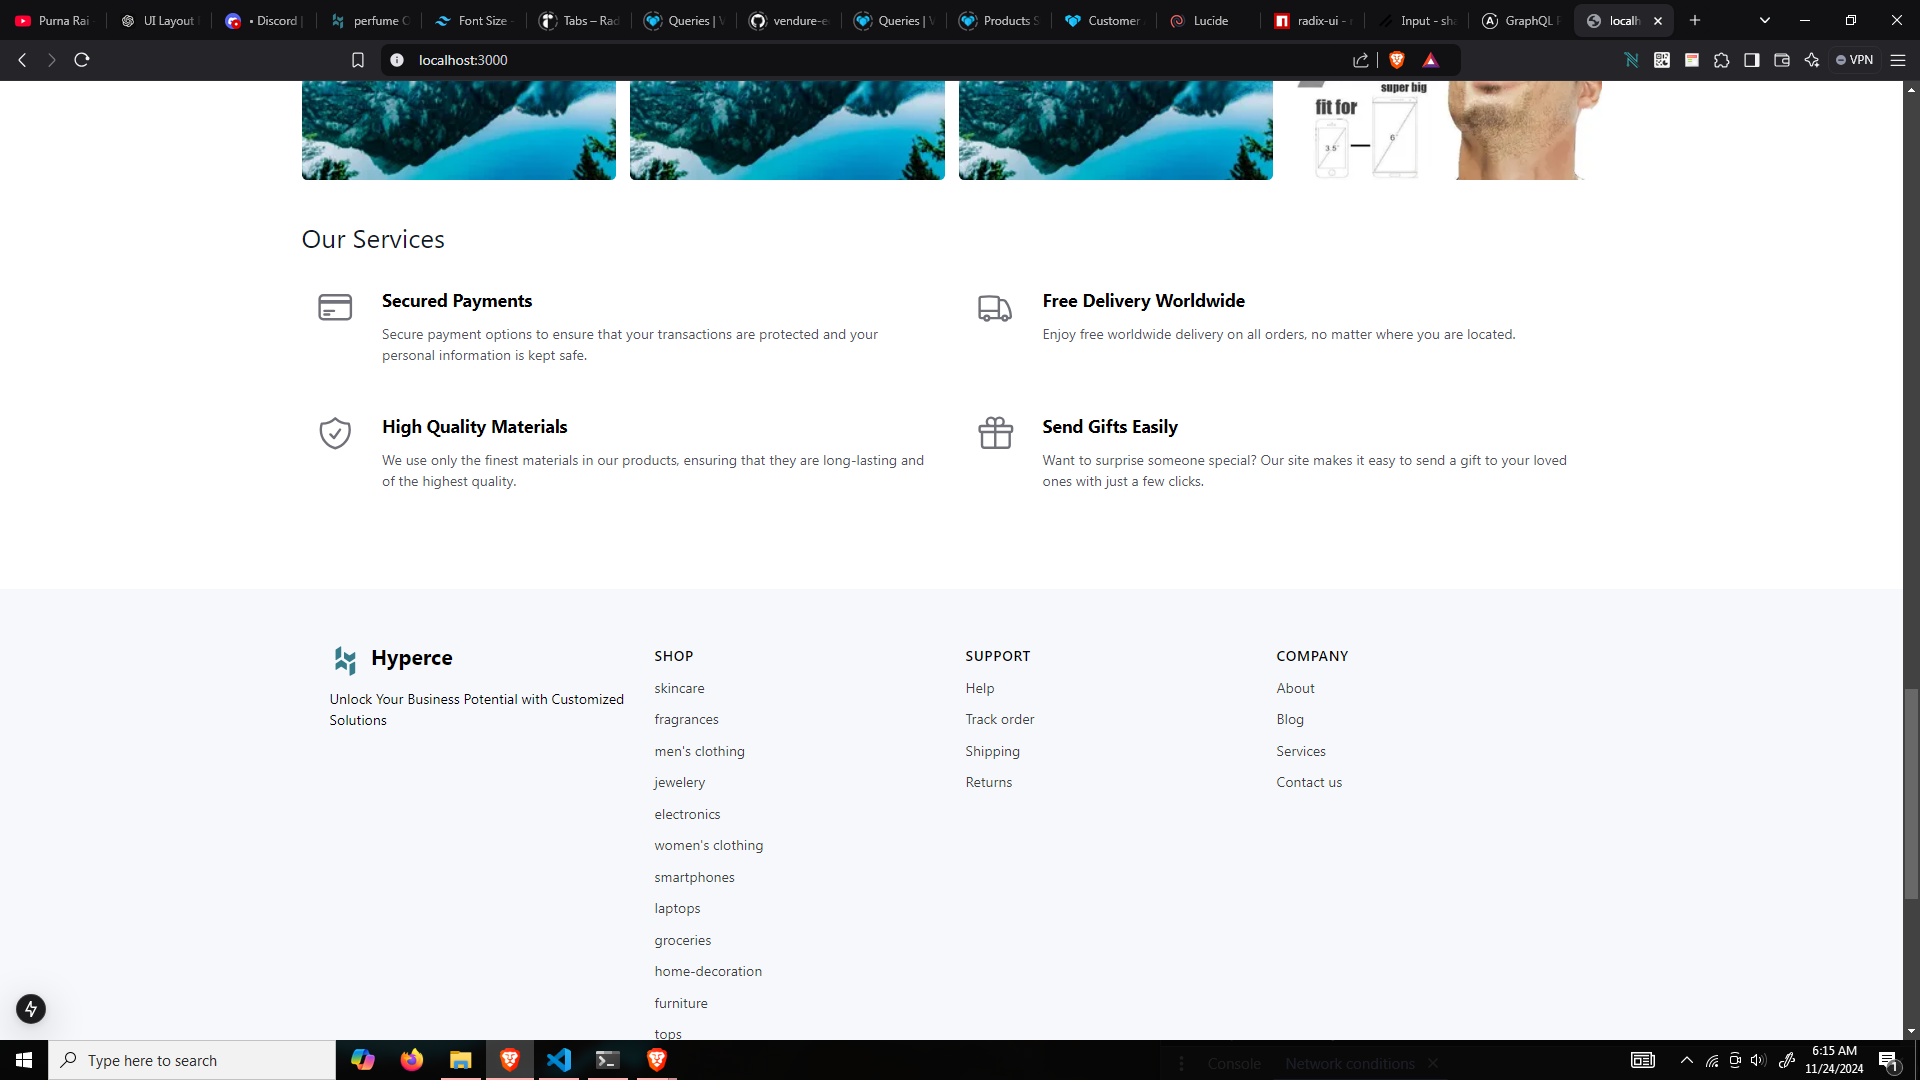 Purna Rai
UI Layout
• Discord |
perfume
Font Size
Tabs – Rad
Queries | V
vendure-e
Queries | V
Products S
Customer
Lucide
radix-ui -
Input - sh
GraphQL
localh
localhost:3000
VPN
super big
fit for
3.5"
6"
Our Services
Secured Payments
Secure payment options to ensure that your transactions are protected and your
personal information is kept safe.
Free Delivery Worldwide
Enjoy free worldwide delivery on all orders, no matter where you are located.
High Quality Materials
We use only the finest materials in our products, ensuring that they are long-lasting and
of the highest quality.
Send Gifts Easily
Want to surprise someone special? Our site makes it easy to send a gift to your loved
ones with just a few clicks.
Hyperce
Unlock Your Business Potential with Customized
Solutions
SHOP
skincare
fragrances
men's clothing
jewelery
electronics
women's clothing
smartphones
laptops
groceries
home-decoration
furniture
tops
SUPPORT
Help
Track order
Shipping
Returns
COMPANY
About
Blog
Services
Contact us
Type here to search
Console
Network conditions
6:15 AM
11/24/2024
1